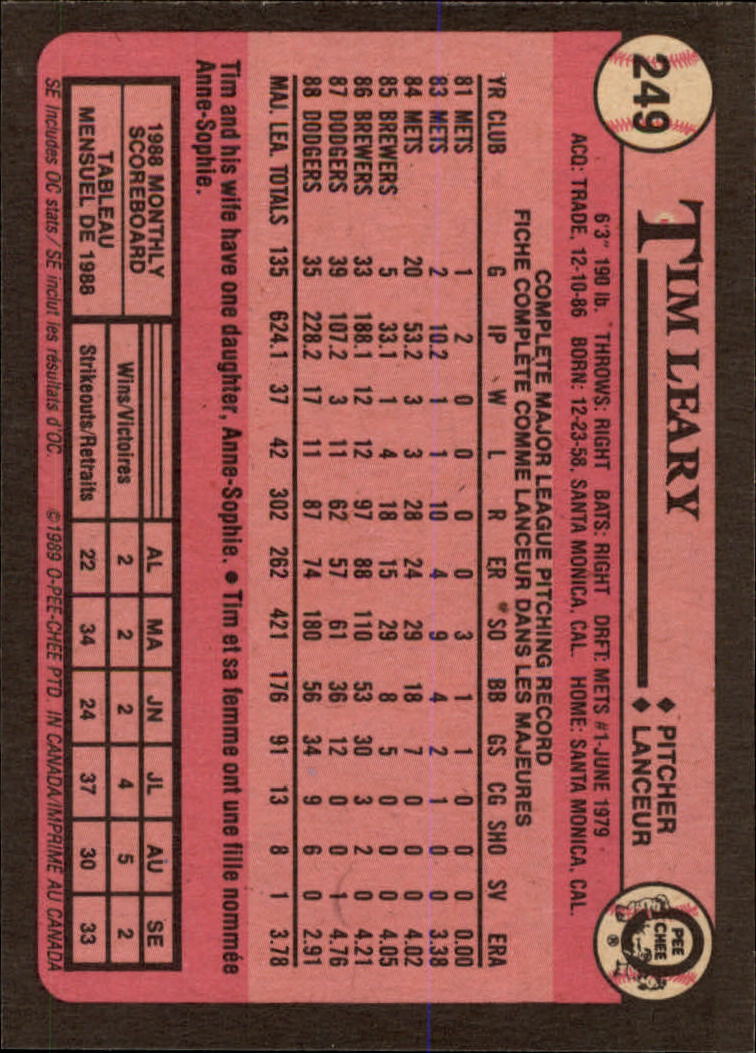 249
TIM LEARY
♦ PITCHER
♦ LANCEUR
O PEE CHEE ®
6'3" 190 lb. THROWS: RIGHT BATS: RIGHT DRFT: METS #1-JUNE 1979
ACQ: TRADE, 12-10-86 BORN: 12-23-58, SANTA MONICA, CAL. HOME: SANTA MONICA, CAL.
COMPLETE MAJOR LEAGUE PITCHING RECORD
FICHE COMPLÈTE COMME LANCEUR DANS LES MAJEURES
YR CLUB G IP W L R ER SO BB GS CG SHO SV ERA
81 METS 1 2 0 0 0 0 3 1 1 0 0 0 0.00
83 METS 2 10.2 1 1 10 4 9 4 2 1 0 0 3.38
84 METS 20 53.2 3 3 28 24 29 18 7 0 0 0 4.02
85 BREWERS 5 33.1 1 4 18 15 29 8 5 0 0 0 4.05
86 BREWERS 33 188.1 12 12 97 88 110 53 30 3 2 0 4.21
87 DODGERS 39 107.2 3 11 62 57 61 36 12 0 0 1 4.76
88 DODGERS 35 228.2 17 11 87 74 180 56 34 9 6 0 2.91
MAJ. LEA. TOTALS 135 624.1 37 42 302 262 421 176 91 13 8 1 3.78
Tim and his wife have one daughter, Anne-Sophie. • Tim et sa femme ont une fille nommée
Anne-Sophie.
1988 MONTHLY
SCOREBOARD
TABLEAU
MENSUEL DE 1988
AL MA JN JL AU SE
Wins/Victoires 2 2 2 4 5 2
Strikeouts/Retraits 22 34 24 37 30 33
SE Includes OC stats / SE inclut les résultats d'OC. ©1989 O-PEE-CHEE PTD. IN CANADA/IMPRIMÉ AU CANADA